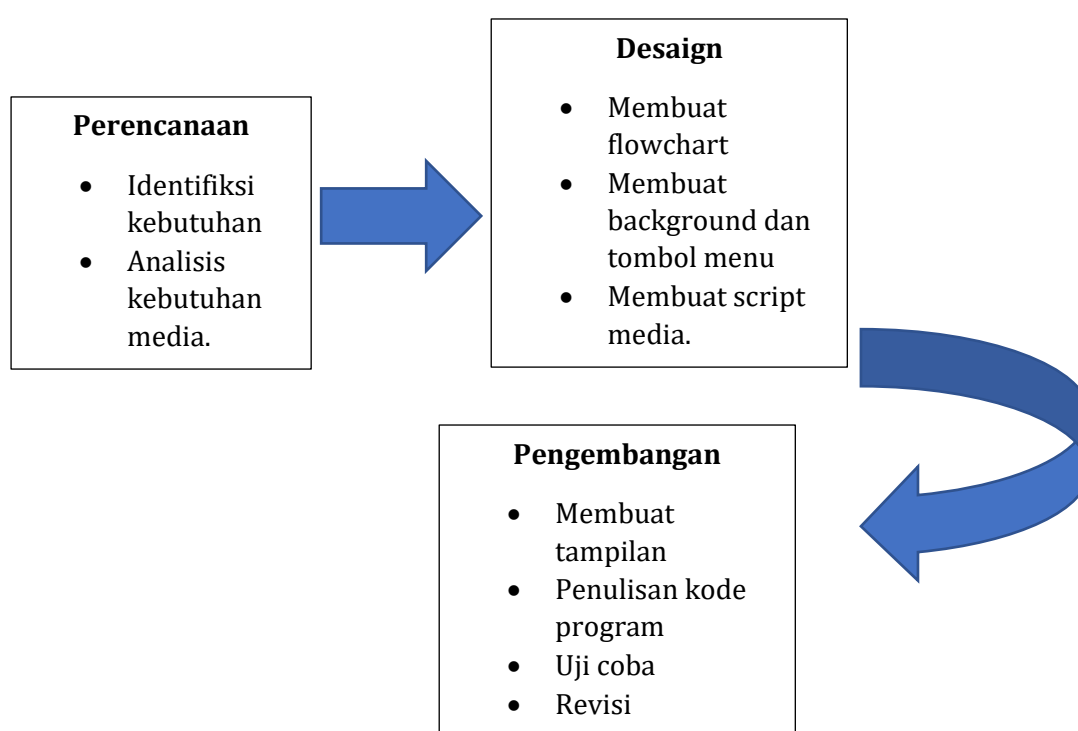 Perencanaan
• Identifiksi
kebutuhan
• Analisis
kebutuhan
media.
Desaign
• Membuat
flowchart
• Membuat
background dan
tombol menu
• Membuat script
media.
Pengembangan
• Membuat
tampilan
• Penulisan kode
program
• Uji coba
• Revisi